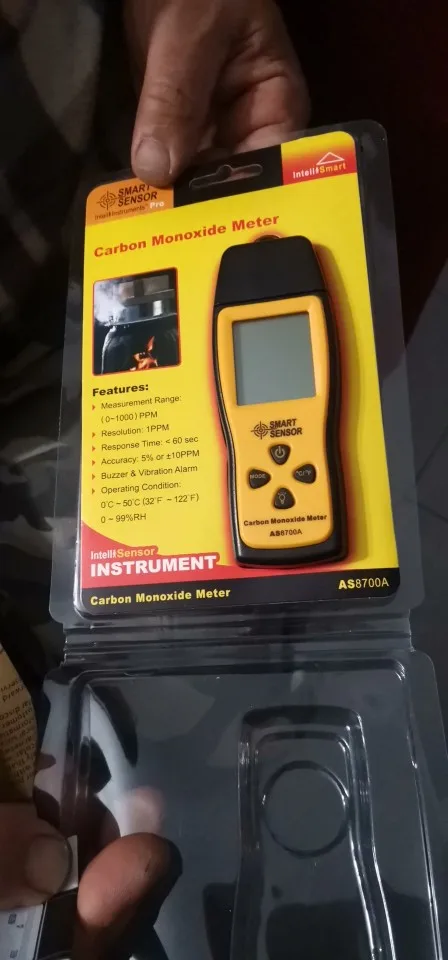 SMART
SENSOR
Intell Instruments™ Pro
Intell Smart
Carbon Monoxide Meter
Features:
Measurement Range:
(0~1000) PPM
Resolution: 1PPM
Response Time: < 60 sec
Accuracy: 5% or ±10PPM
Buzzer & Vibration Alarm
Operating Condition:
0°C ~ 50°C (32°F ~ 122°F)
0 ~ 99%RH
SMART
SENSOR
MODE
°C/°F
Carbon Monoxide Meter
AS8700A
Intell Sensor
INSTRUMENT
Carbon Monoxide Meter
AS8700A